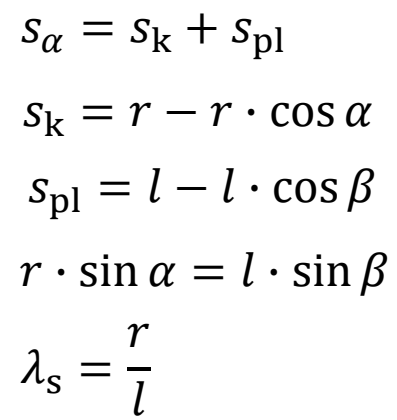 s_α = s_k + s_pl
s_k = r − r · cos α
s_pl = l − l · cos β
r · sin α = l · sin β
λ_s = r/l